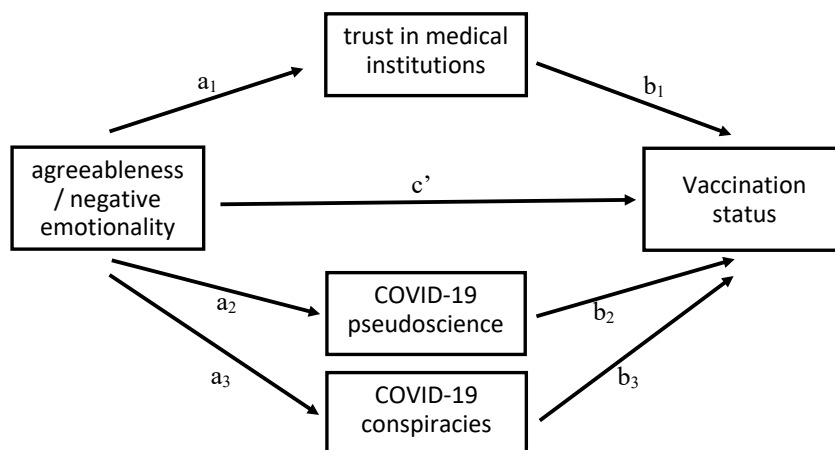 trust in medical
institutions
a₁
b₁
agreeableness
/ negative
emotionality
c’
Vaccination
status
a₂
COVID-19
pseudoscience
b₂
a₃
COVID-19
conspiracies
b₃